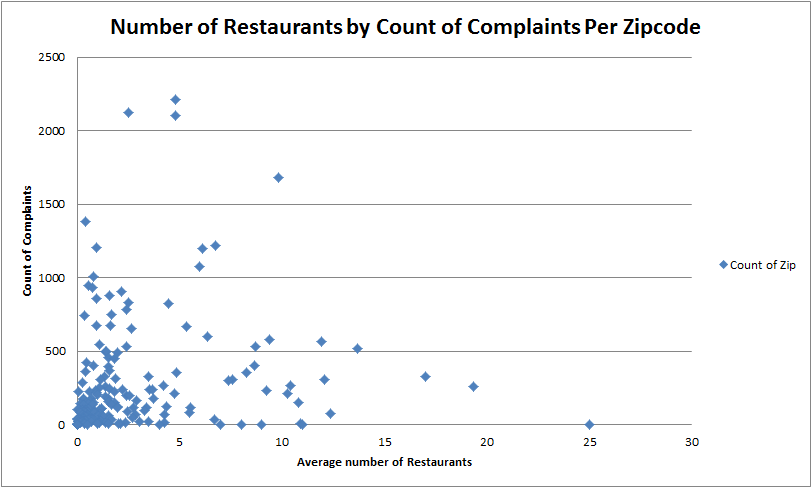 Number of Restaurants by Count of Complaints Per Zipcode
2500
2000
1500
1000
500
0
Count of Complaints
0 5 10 15 20 25 30
Average number of Restaurants
Count of Zip